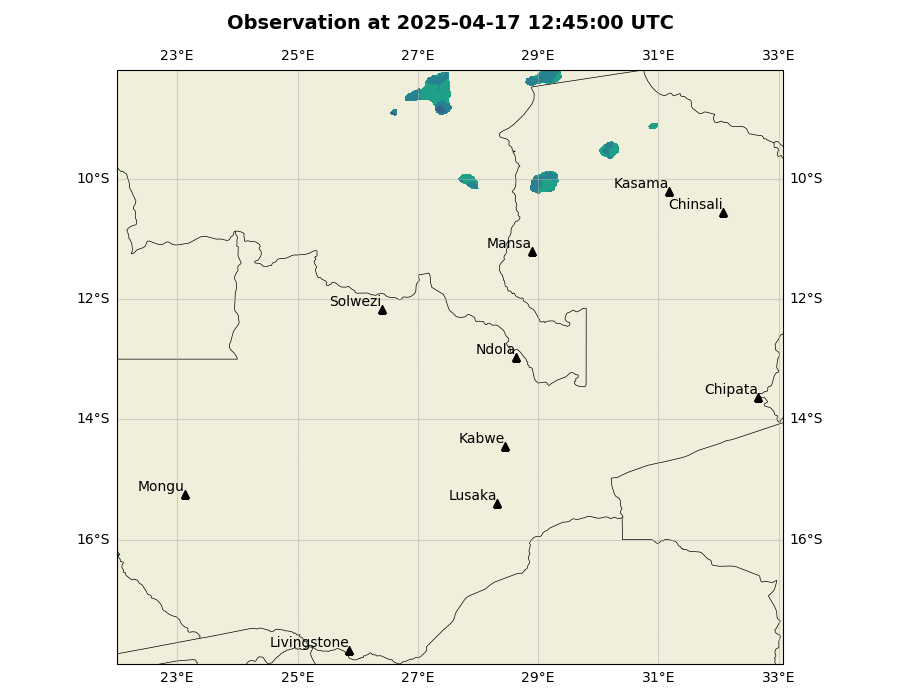 Observation at 2025-04-17 12:45:00 UTC
23°E 25°E 27°E 29°E 31°E 33°E
10°S 10°S
Kasama
Chinsali
Mansa
12°S 12°S
Solwezi
Ndola
Chipata
14°S 14°S
Kabwe
Mongu
Lusaka
16°S 16°S
Livingstone
23°E 25°E 27°E 29°E 31°E 33°E